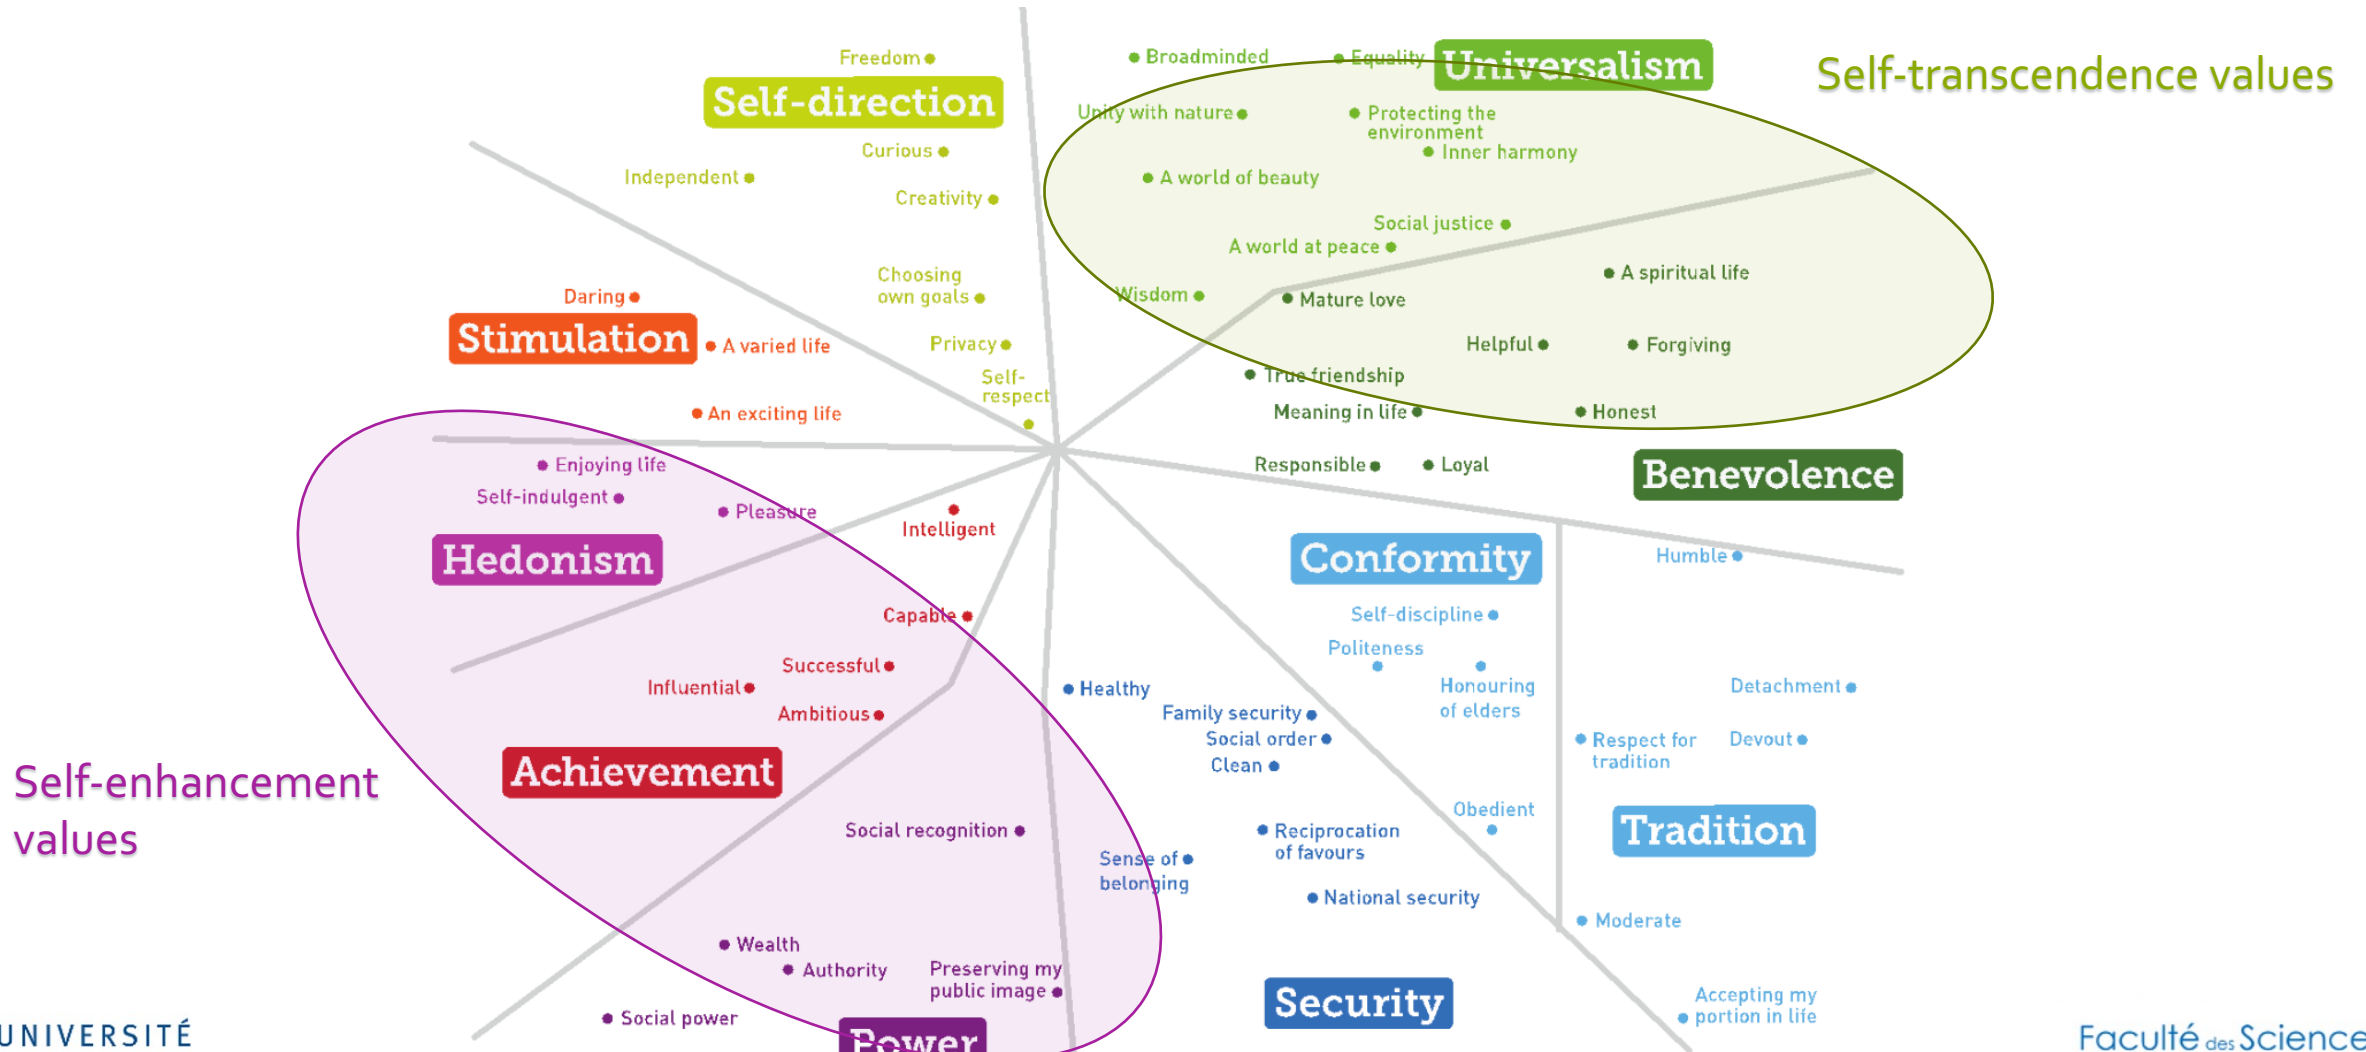 Freedom
Self-direction
Curious
Independent
Creativity
Choosing
own goals
Privacy
Self-
respect
Broadminded
Equality
Universalism
Self-transcendence values
Unity with nature
Protecting the
environment
Inner harmony
A world of beauty
Social justice
A world at peace
Wisdom
A spiritual life
Mature love
Helpful
Forgiving
True friendship
Meaning in life
Honest
Responsible
Loyal
Benevolence
Daring
Stimulation
A varied life
An exciting life
Enjoying life
Self-indulgent
Pleasure
Hedonism
Intelligent
Capable
Successful
Influential
Ambitious
Achievement
Self-enhancement
values
Social recognition
Wealth
Authority
Preserving my
public image
Social power
Power
Conformity
Humble
Self-discipline
Politeness
Honouring
of elders
Detachment
Respect for
tradition
Devout
Obedient
Tradition
Moderate
Accepting my
portion in life
Healthy
Family security
Social order
Clean
Reciprocation
of favours
Sense of
belonging
National security
Security
UNIVERSITÉ
Faculté des Science